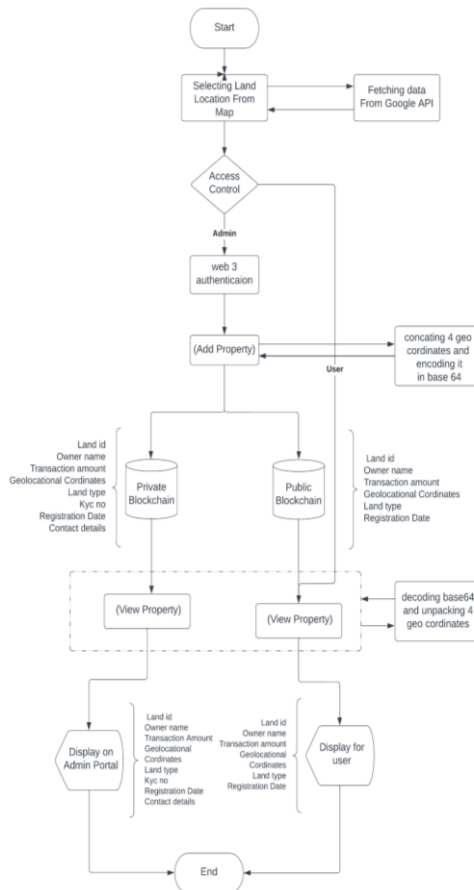 Start
Selecting Land
Location From
Map
Fetching data
From Google API
Access
Control
Admin
web 3
authenticaion
(Add Property)
concating 4 geo
cordinates and
encoding it
in base 64
User
Land id
Owner name
Transaction amount
Geolocational Cordinates
Land type
Kyc no
Registration Date
Contact details
Private
Blockchain
Public
Blockchain
Land id
Owner name
Transaction amount
Geolocational Cordinates
Land type
Registration Date
(View Property)
(View Property)
decoding base64
and unpacking 4
geo cordinates
Display on
Admin Portal
Land id
Owner name
Transaction Amount
Geolocational
Cordinates
Land type
Kyc no
Registration Date
Contact details
Land id
Owner name
Transaction amount
Geolocational
Cordinates
Land type
Registration Date
Display for
user
End